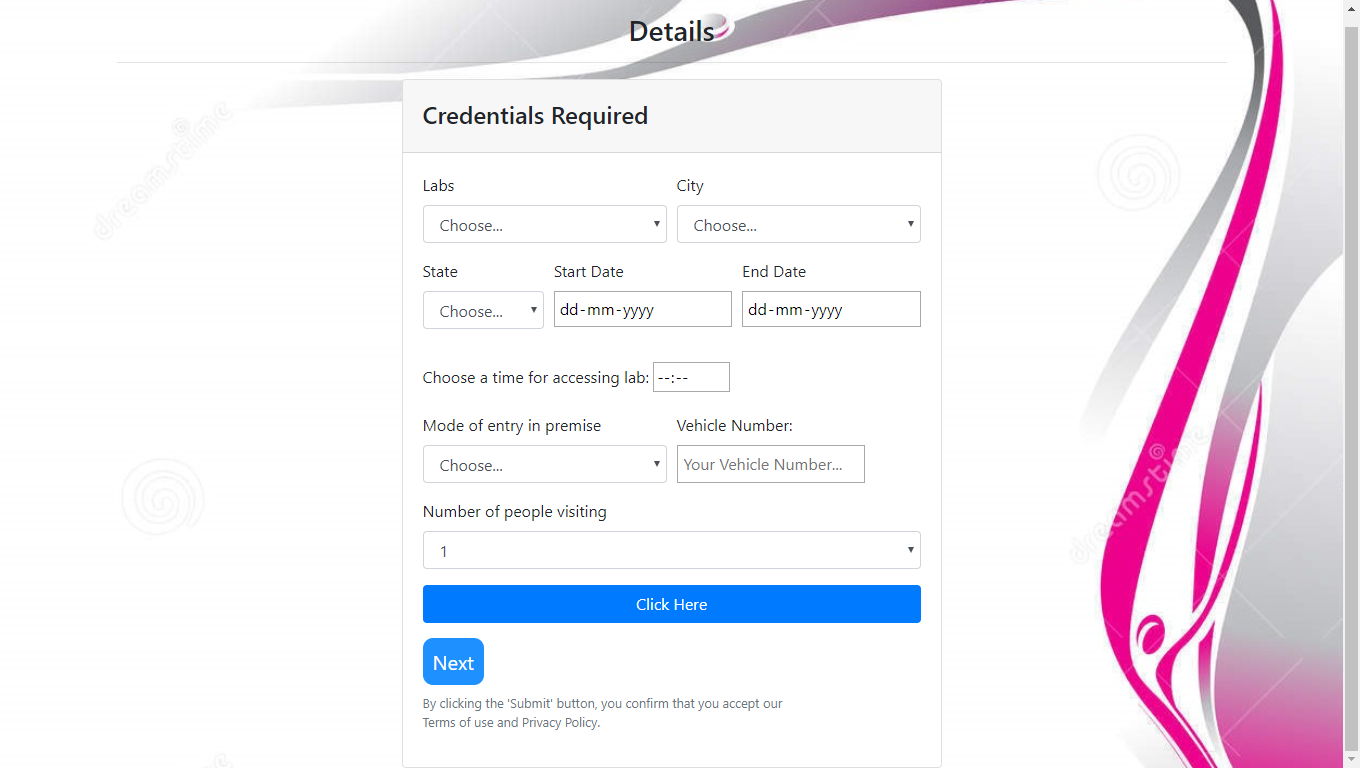 Details
Credentials Required
Labs City
Choose... Choose...
State Start Date End Date
Choose... dd-mm-yyyy dd-mm-yyyy
Choose a time for accessing lab: --:--
Mode of entry in premise Vehicle Number:
Choose... Your Vehicle Number...
Number of people visiting
1
Click Here
Next
By clicking the 'Submit' button, you confirm that you accept our
Terms of use and Privacy Policy.
dreamstime
dreamstime